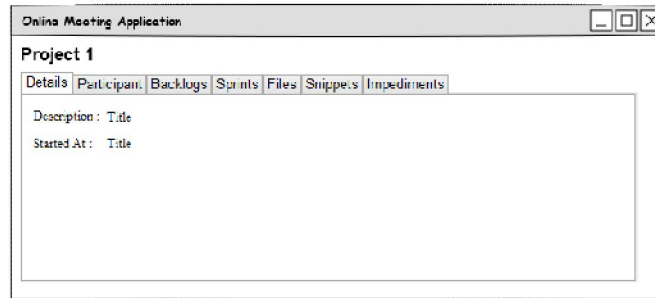 Online Meeting Application
Project 1
Details Participant Backlogs Sprints Files Snippets Impediments
Description : Title
Started At : Title